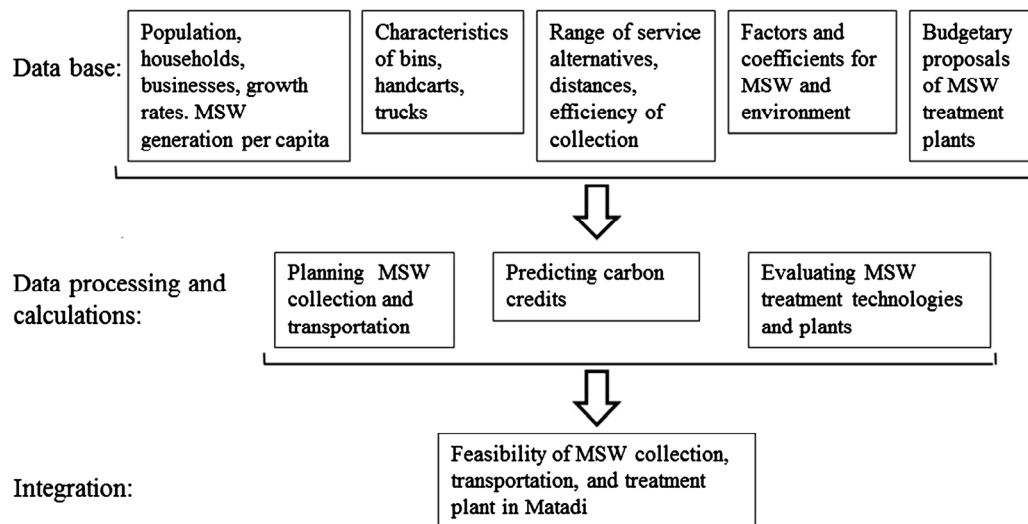 Data base:
Population,
households,
businesses, growth
rates. MSW
generation per capita
Characteristics
of bins,
handcarts,
trucks
Range of service
alternatives,
distances,
efficiency of
collection
Factors and
coefficients for
MSW and
environment
Budgetary
proposals
of MSW
treatment
plants
Data processing and
calculations:
Planning MSW
collection and
transportation
Predicting carbon
credits
Evaluating MSW
treatment technologies
and plants
Integration:
Feasibility of MSW collection,
transportation, and treatment
plant in Matadi